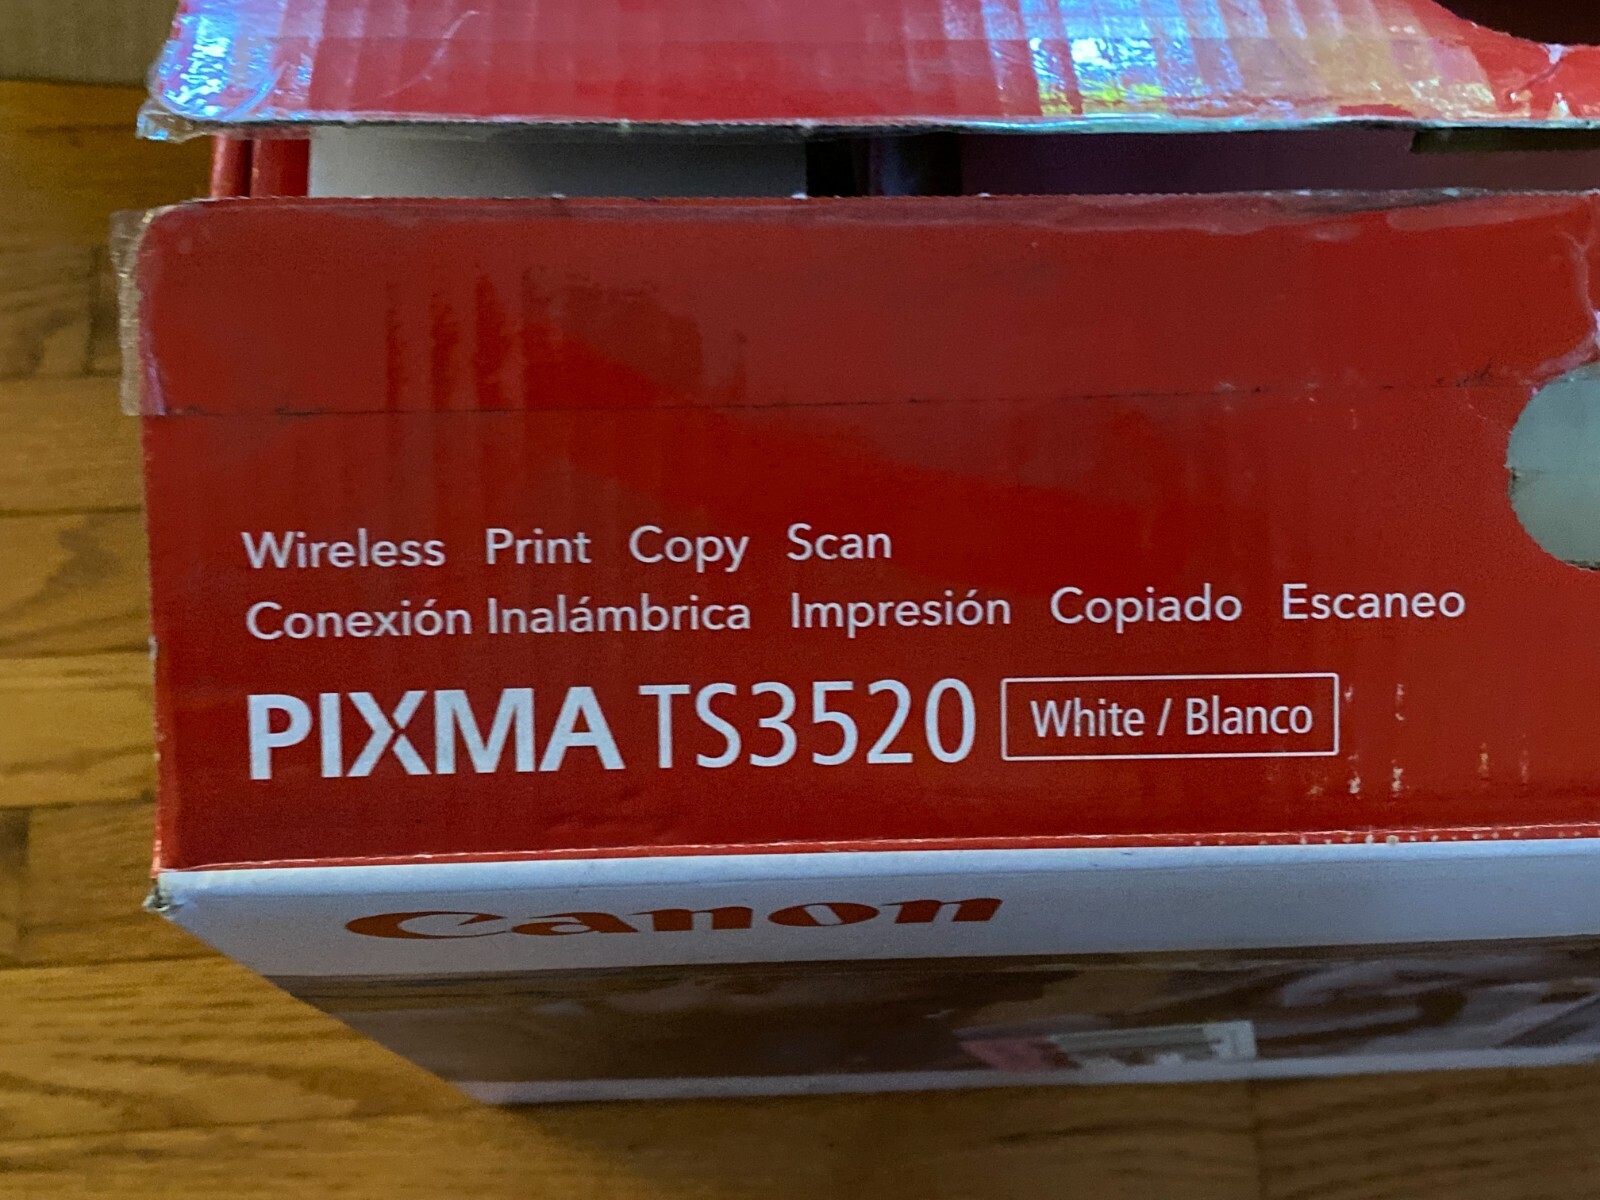 Wireless Print Copy Scan
Conexión Inalámbrica Impresión Copiado Escaneo
PIXMA TS3520 White / Blanco
Canon